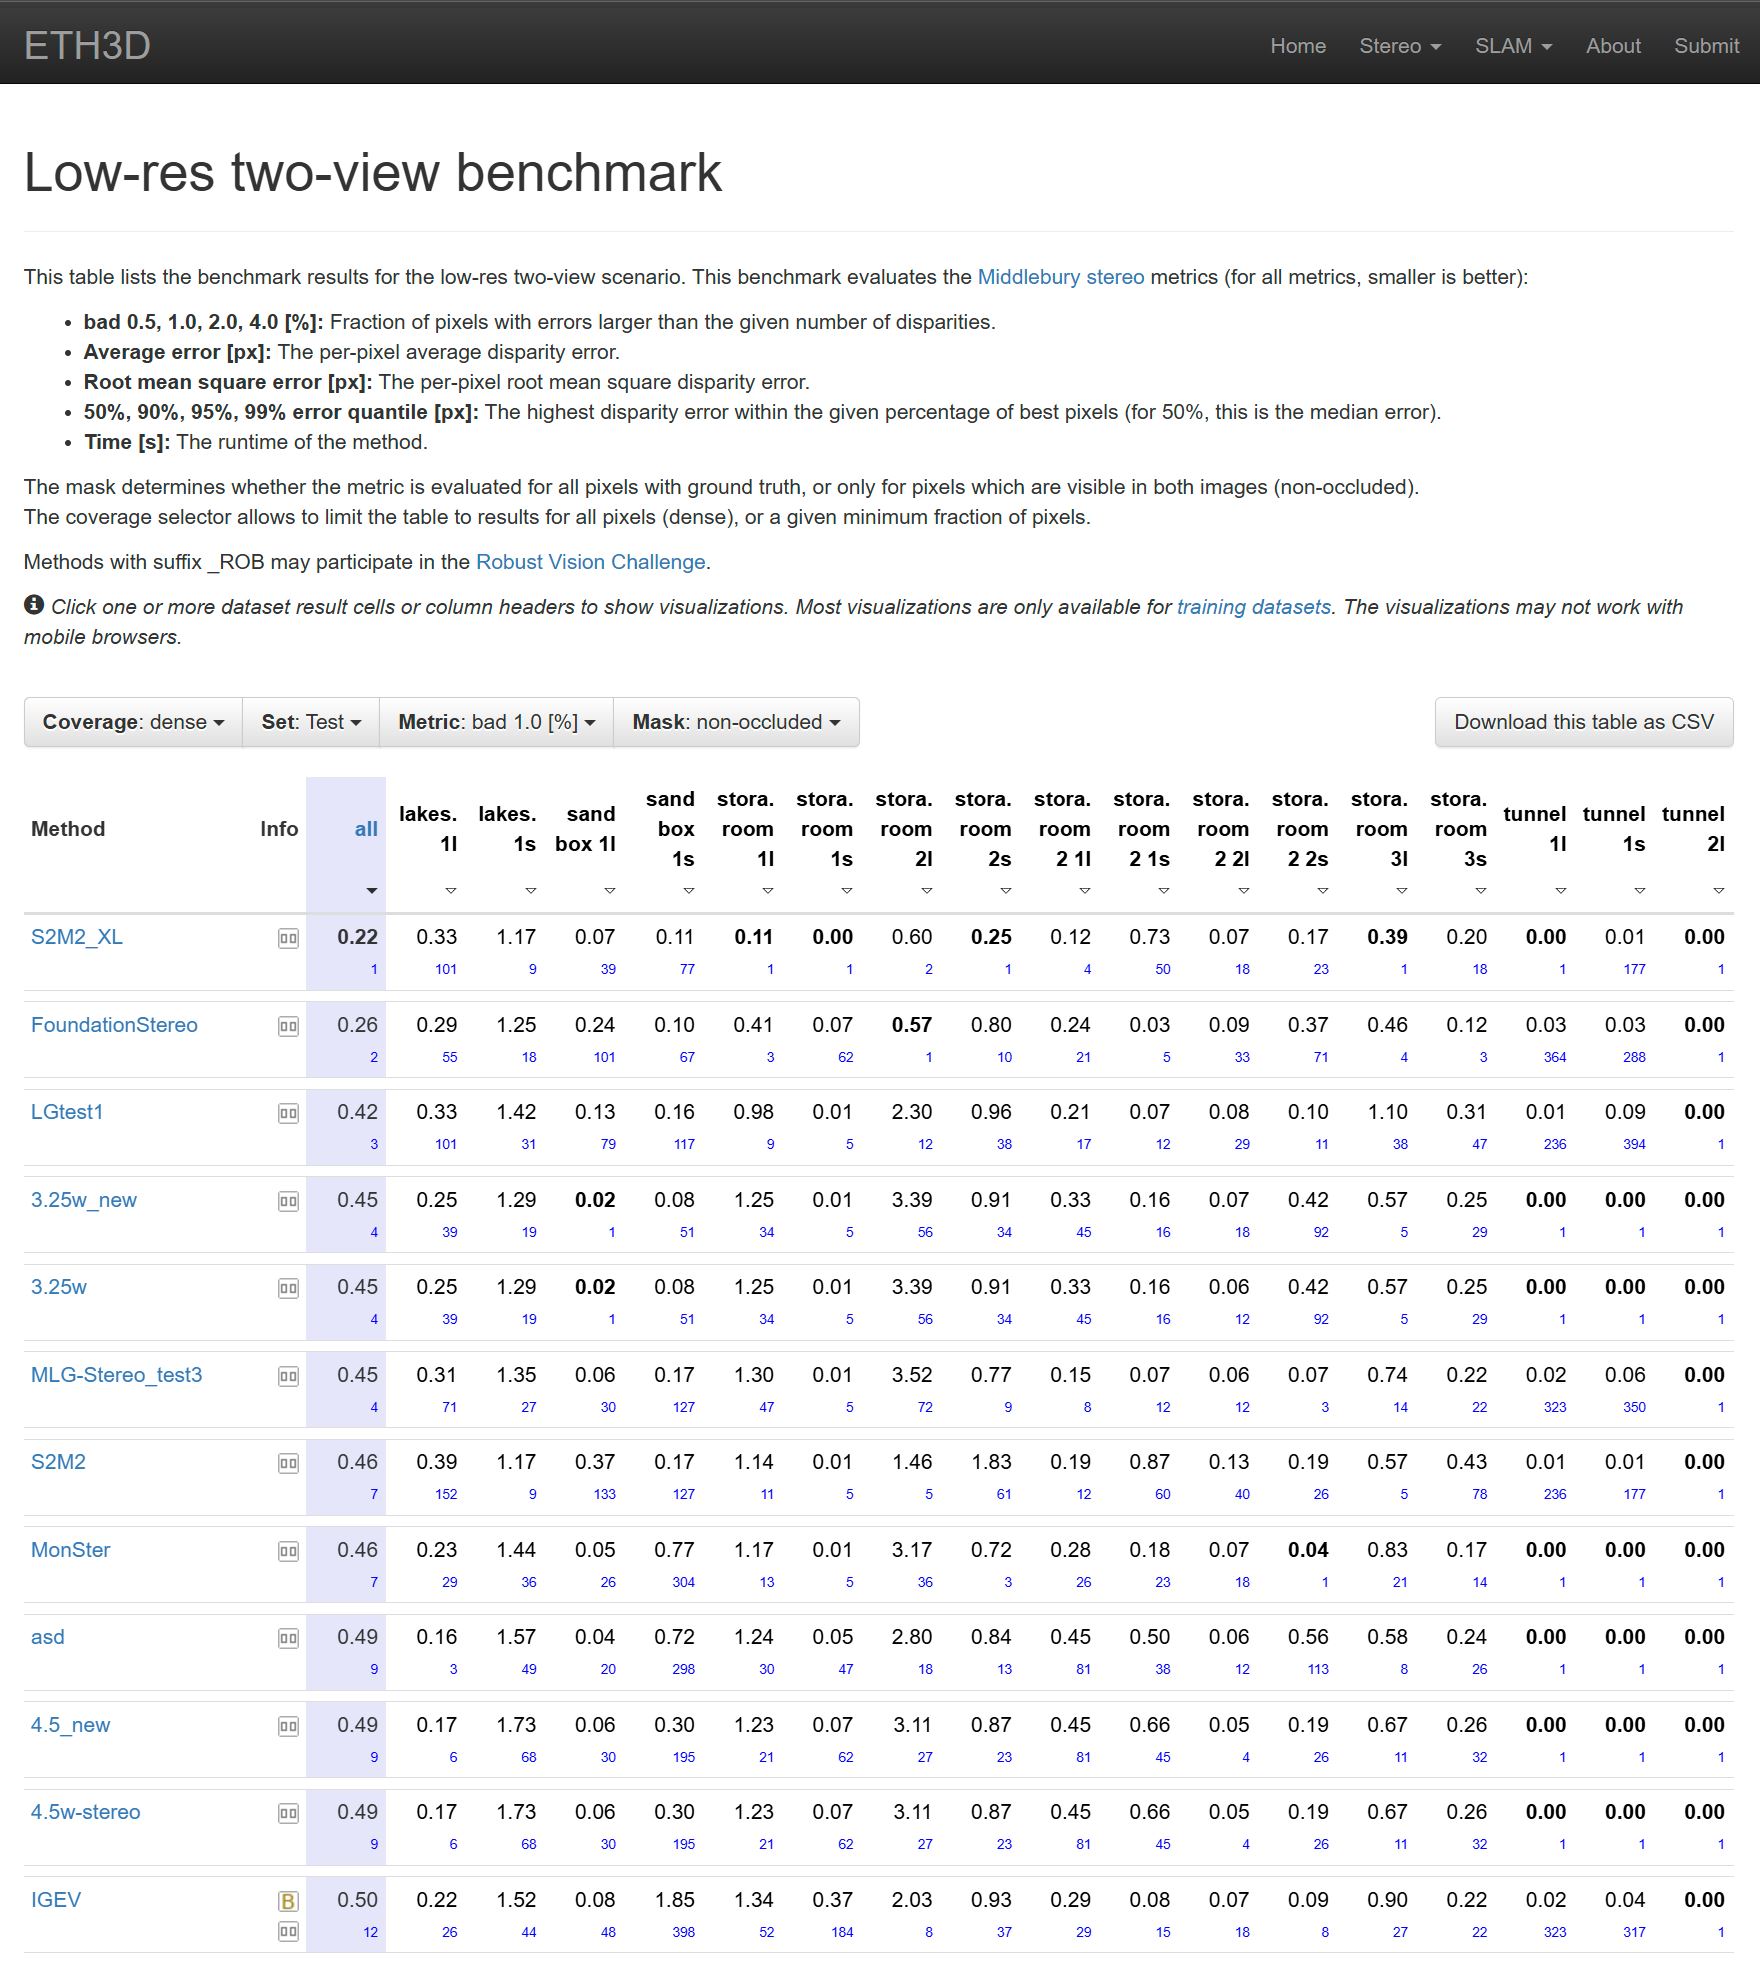 ETH3D
Home Stereo SLAM About Submit
Low-res two-view benchmark
This table lists the benchmark results for the low-res two-view scenario. This benchmark evaluates the Middlebury stereo metrics (for all metrics, smaller is better):
• bad 0.5, 1.0, 2.0, 4.0 [%]: Fraction of pixels with errors larger than the given number of disparities.
• Average error [px]: The per-pixel average disparity error.
• Root mean square error [px]: The per-pixel root mean square disparity error.
• 50%, 90%, 95%, 99% error quantile [px]: The highest disparity error within the given percentage of best pixels (for 50%, this is the median error).
• Time [s]: The runtime of the method.
The mask determines whether the metric is evaluated for all pixels with ground truth, or only for pixels which are visible in both images (non-occluded).
The coverage selector allows to limit the table to results for all pixels (dense), or a given minimum fraction of pixels.
Methods with suffix _ROB may participate in the Robust Vision Challenge.
Click one or more dataset result cells or column headers to show visualizations. Most visualizations are only available for training datasets. The visualizations may not work with
mobile browsers.
Coverage: dense Set: Test Metric: bad 1.0 [%] Mask: non-occluded Download this table as CSV
Method Info all lakes. 1l lakes. 1s sand box 1l sand box 1s stora. room 1l stora. room 1s stora. room 2l stora. room 2s stora. room 2 1l stora. room 2 1s stora. room 2 2l stora. room 2 2s stora. room 3l stora. room 3s tunnel 1l tunnel 1s tunnel 2l
S2M2_XL 0.22 0.33 1.17 0.07 0.11 0.11 0.00 0.60 0.25 0.12 0.73 0.07 0.17 0.39 0.20 0.00 0.01 0.00
1 101 9 39 77 1 1 2 1 4 50 18 23 1 18 1 177 1
FoundationStereo 0.26 0.29 1.25 0.24 0.10 0.41 0.07 0.57 0.80 0.24 0.03 0.09 0.37 0.46 0.12 0.03 0.03 0.00
2 55 18 101 67 3 62 1 10 21 5 33 71 4 3 364 288 1
LGtest1 0.42 0.33 1.42 0.13 0.16 0.98 0.01 2.30 0.96 0.21 0.07 0.08 0.10 1.10 0.31 0.01 0.09 0.00
3 101 31 79 117 9 5 12 38 17 12 29 11 38 47 236 394 1
3.25w_new 0.45 0.25 1.29 0.02 0.08 1.25 0.01 3.39 0.91 0.33 0.16 0.07 0.42 0.57 0.25 0.00 0.00 0.00
4 39 19 1 51 34 5 56 34 45 16 18 92 5 29 1 1 1
3.25w 0.45 0.25 1.29 0.02 0.08 1.25 0.01 3.39 0.91 0.33 0.16 0.06 0.42 0.57 0.25 0.00 0.00 0.00
4 39 19 1 51 34 5 56 34 45 16 12 92 5 29 1 1 1
MLG-Stereo_test3 0.45 0.31 1.35 0.06 0.17 1.30 0.01 3.52 0.77 0.15 0.07 0.06 0.07 0.74 0.22 0.02 0.06 0.00
4 71 27 30 127 47 5 72 9 8 12 12 3 14 22 323 350 1
S2M2 0.46 0.39 1.17 0.37 0.17 1.14 0.01 1.46 1.83 0.19 0.87 0.13 0.19 0.57 0.43 0.01 0.01 0.00
7 152 9 133 127 11 5 5 61 12 60 40 26 5 78 236 177 1
MonSter 0.46 0.23 1.44 0.05 0.77 1.17 0.01 3.17 0.72 0.28 0.18 0.07 0.04 0.83 0.17 0.00 0.00 0.00
7 29 36 26 304 13 5 36 3 26 23 18 1 21 14 1 1 1
asd 0.49 0.16 1.57 0.04 0.72 1.24 0.05 2.80 0.84 0.45 0.50 0.06 0.56 0.58 0.24 0.00 0.00 0.00
9 3 49 20 298 30 47 18 13 81 38 12 113 8 26 1 1 1
4.5_new 0.49 0.17 1.73 0.06 0.30 1.23 0.07 3.11 0.87 0.45 0.66 0.05 0.19 0.67 0.26 0.00 0.00 0.00
9 6 68 30 195 21 62 27 23 81 45 4 26 11 32 1 1 1
4.5w-stereo 0.49 0.17 1.73 0.06 0.30 1.23 0.07 3.11 0.87 0.45 0.66 0.05 0.19 0.67 0.26 0.00 0.00 0.00
9 6 68 30 195 21 62 27 23 81 45 4 26 11 32 1 1 1
IGEV B 0.50 0.22 1.52 0.08 1.85 1.34 0.37 2.03 0.93 0.29 0.08 0.07 0.09 0.90 0.22 0.02 0.04 0.00
12 26 44 48 398 52 184 8 37 29 15 18 8 27 22 323 317 1